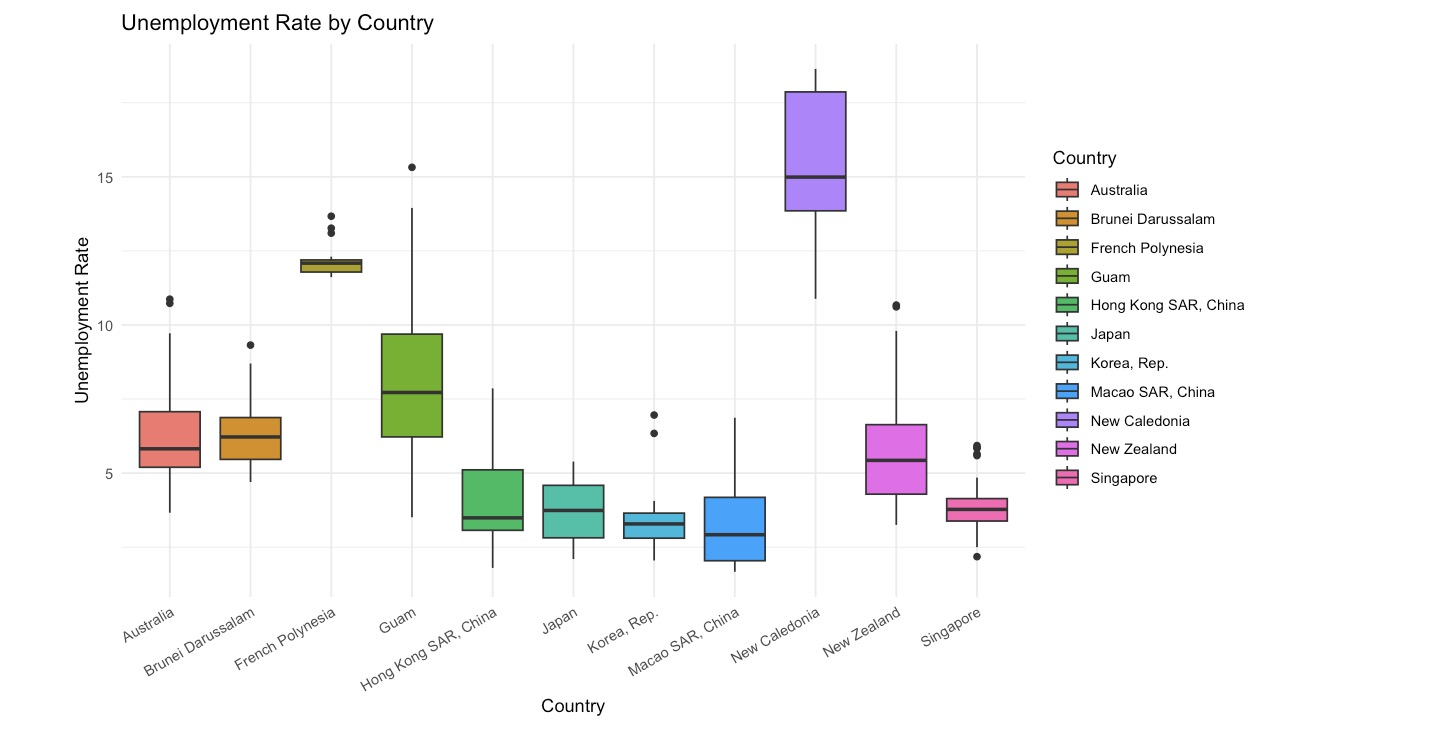 Unemployment Rate by Country
Unemployment Rate
15
10
5
Australia
Brunei Darussalam
French Polynesia
Guam
Hong Kong SAR, China
Japan
Korea, Rep.
Macao SAR, China
New Caledonia
New Zealand
Singapore
Country
Country
Australia
Brunei Darussalam
French Polynesia
Guam
Hong Kong SAR, China
Japan
Korea, Rep.
Macao SAR, China
New Caledonia
New Zealand
Singapore